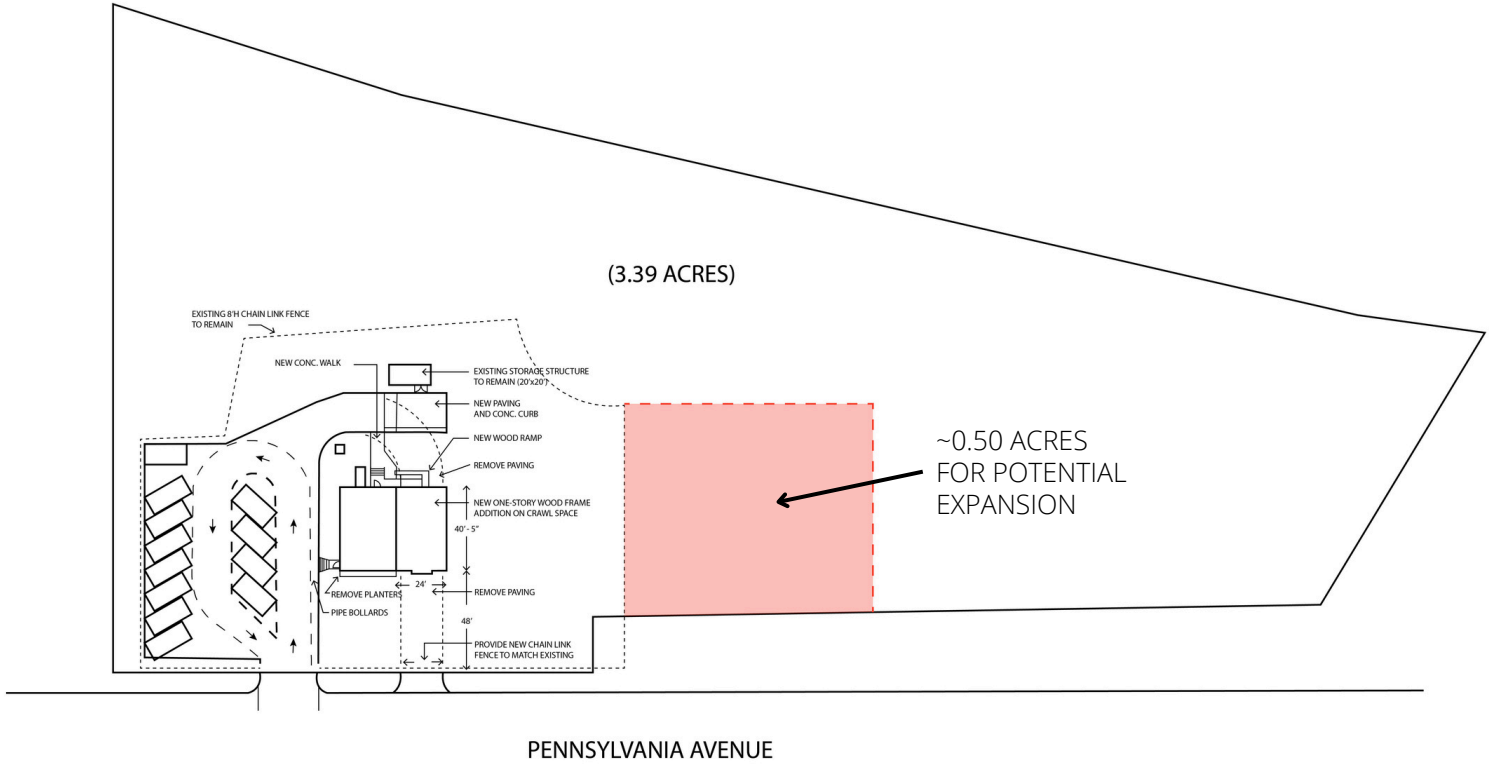 (3.39 ACRES)
EXISTING 8'H CHAIN LINK FENCE
TO REMAIN
NEW CONC. WALK
EXISTING STORAGE STRUCTURE
TO REMAIN (20'x20')
NEW PAVING
AND CONC. CURB
NEW WOOD RAMP
REMOVE PAVING
~0.50 ACRES
FOR POTENTIAL
EXPANSION
NEW ONE-STORY WOOD FRAME
ADDITION ON CRAWL SPACE
40'- 5"
24'
REMOVE PLANTERS
REMOVE PAVING
PIPE BOLLARDS
48'
PROVIDE NEW CHAIN LINK
FENCE TO MATCH EXISTING
PENNSYLVANIA AVENUE